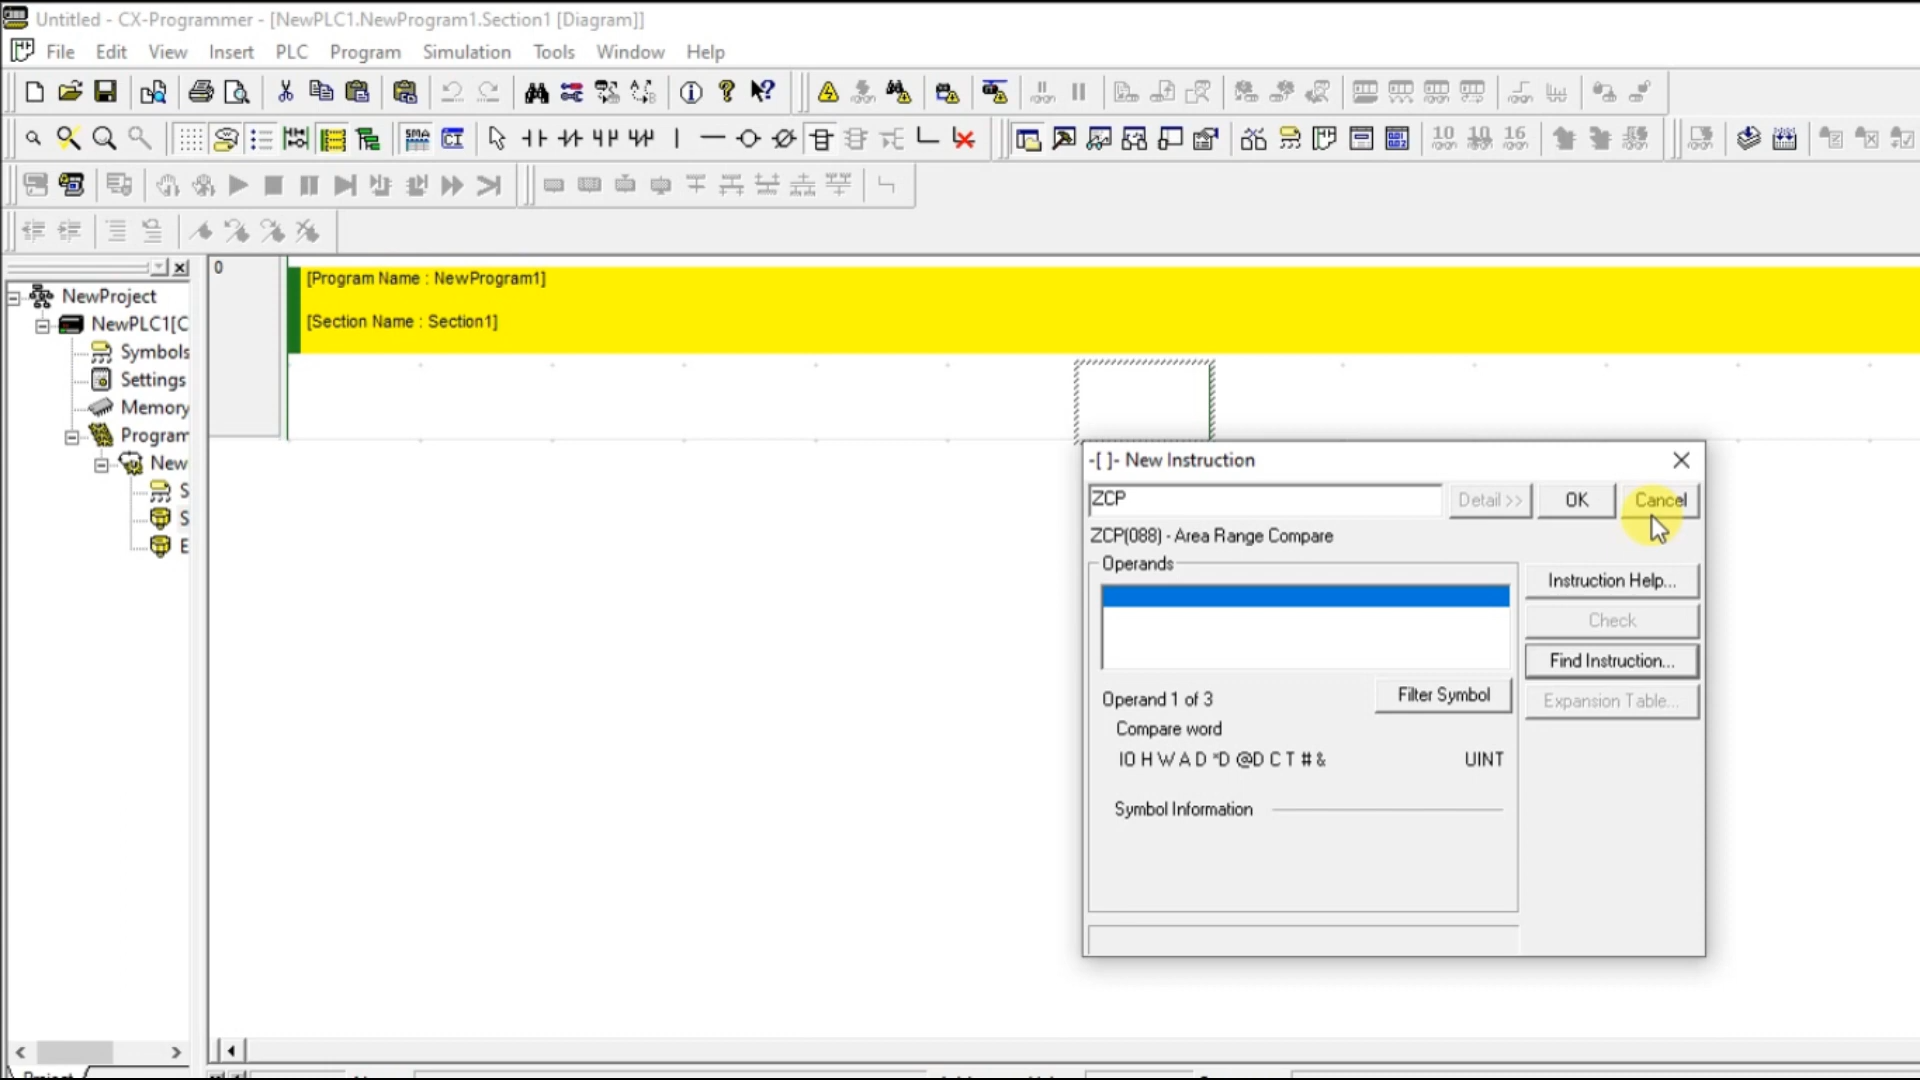 Untitled - CX-Programmer - [NewPLC1.NewProgram1.Section1 [Diagram]]
File Edit View Insert PLC Program Simulation Tools Window Help
SMA CI 10 10 16
0
[Program Name : NewProgram1]
[Section Name : Section1]
NewProject
NewPLC1[C
Symbols
Settings
Memory
Program
New
S
S
E
-[ ]- New Instruction
ZCP
Detail >> OK Cancel
ZCP(088) - Area Range Compare
Operands
Instruction Help...
Check
Find Instruction...
Expansion Table...
Operand 1 of 3
Filter Symbol
Compare word
IO H W A D *D @D C T # & UINT
Symbol Information